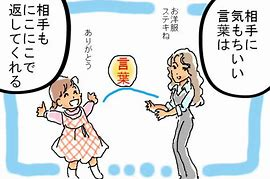 相手に
気もちいい
言葉は
お洋服
ステキね
言葉
ありがとう
相手も
にこにこで
返してくれる